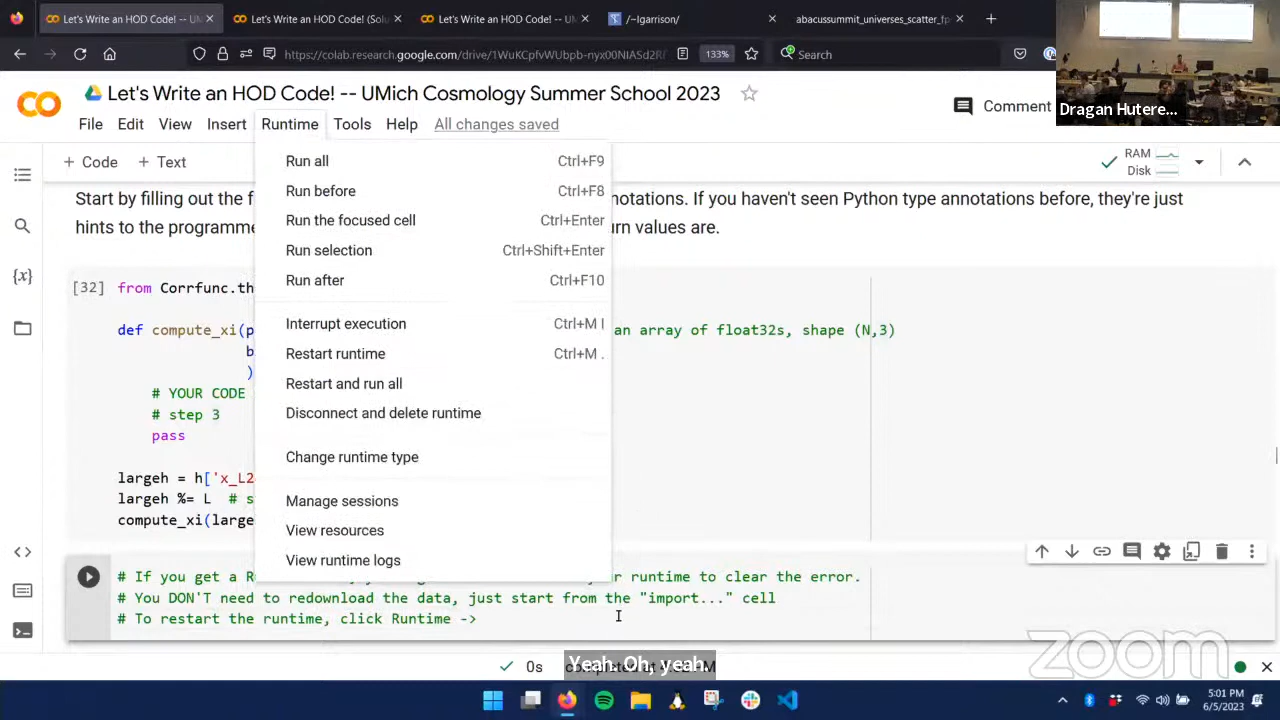 Let's Write an HOD Code! -- U
Let's Write an HOD Code! (Solu
Let's Write an HOD Code! -- U
/~lgarrison/
abacussummit_universes_scatter_fp
Search
133%
Let's Write an HOD Code! -- UMich Cosmology Summer School 2023
Comment
Dragan Hutere...
File Edit View Insert Runtime Tools Help All changes saved
+ Code + Text
RAM
Disk
Run all Ctrl+F9
Run before Ctrl+F8
Run the focused cell Ctrl+Enter
Run selection Ctrl+Shift+Enter
Run after Ctrl+F10
Interrupt execution Ctrl+M I
Restart runtime Ctrl+M .
Restart and run all
Disconnect and delete runtime
Change runtime type
Manage sessions
View resources
View runtime logs
Start by filling out the f notations. If you haven't seen Python type annotations before, they're just
hints to the programme urn values are.
[32] from Corrfunc.th
def compute_xi(p an array of float32s, shape (N,3)
b
)
# YOUR CODE
# step 3
pass
largeh = h['x_L2
largeh %= L # s
compute_xi(large
# If you get a R ur runtime to clear the error.
# You DON'T need to redownload the data, just start from the "import..." cell
# To restart the runtime, click Runtime ->
zoom
0s
Yeah. Oh, yeah.
5:01 PM
6/5/2023